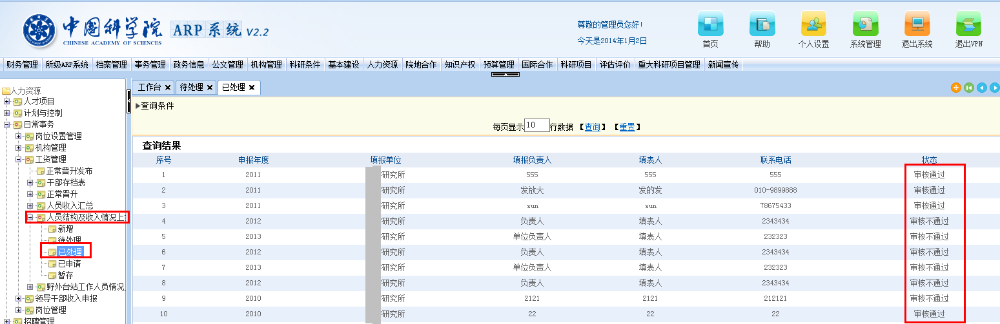 中国科学院
CHINESE ACADEMY OF SCIENCES
ARP 系统 V2.2
尊敬的管理员您好！
今天是2014年1月2日
首页 帮助 个人设置 系统管理 退出系统 退出VPN
财务管理 所级ARP系统 档案管理 事务管理 政务信息 公文管理 机构管理 科研条件 基本建设 人力资源 院地合作 知识产权 预算管理 国际合作 科研项目 评估评价 重大科研项目管理 新闻宣传
人力资源
人才项目
计划与控制
日常事务
岗位设置管理
机构管理
工资管理
正常晋升发布
干部存档表
正常晋升
人员收入汇总
人员结构及收入情况上
新增
待处理
已处理
已申请
暂存
野外台站工作人员情况
领导干部收入申报
岗位管理
招聘管理
工作台 待处理 已处理
查询条件
每页显示10行数据 【查询】 【重置】
查询结果
序号 申报年度 填报单位 填报负责人 填表人 联系电话 状态
1 2011 研究所 555 555 555 审核通过
2 2011 研究所 发放大 发的发 010-9899888 审核通过
3 2011 研究所 sun sun 78675433 审核通过
4 2012 研究所 负责人 填表人 2343434 审核不通过
5 2013 研究所 单位负责人 填表人 232323 审核不通过
6 2012 研究所 负责人 填表人 2343434 审核不通过
7 2013 研究所 单位负责人 填表人 232323 审核不通过
8 2012 研究所 负责人 填表人 2343434 审核不通过
9 2010 研究所 2121 2121 212121 审核不通过
10 2010 研究所 22 22 22 审核通过